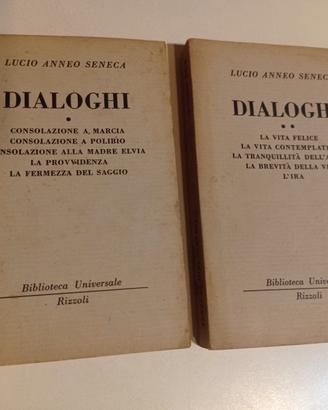 LUCIO ANNEO SENECA
DIALOGHI
CONSOLAZIONE A MARCIA
CONSOLAZIONE A POLIBIO
NSOLAZIONE ALLA MADRE ELVIA
LA PROVVIDENZA
LA FERMEZZA DEL SAGGIO
Biblioteca Universale
Rizzoli
LUCIO ANNEO SENECA
DIALOGH
LA VITA FELICE
LA VITA CONTEMPLAT
LA TRANQUILLITÀ DELL'A
LA BREVITÀ DELLA V
L'IRA
Biblioteca Universale
Rizzoli